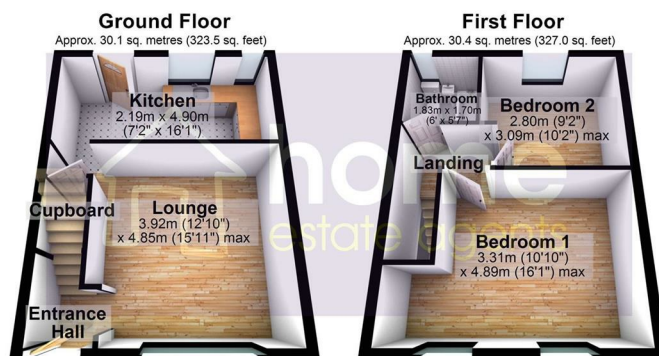 Ground Floor
Approx. 30.1 sq. metres (323.5 sq. feet)
Kitchen
2.19m x 4.90m
(7'2" x 16'1")
Cupboard
Lounge
3.92m (12'10")
x 4.85m (15'11") max
Entrance
Hall
First Floor
Approx. 30.4 sq. metres (327.0 sq. feet)
Bathroom
1.83m x 1.70m
(6' x 5'7")
Bedroom 2
2.80m (9'2")
x 3.09m (10'2") max
Landing
Bedroom 1
3.31m (10'10")
x 4.89m (16'1") max
home
estate agents